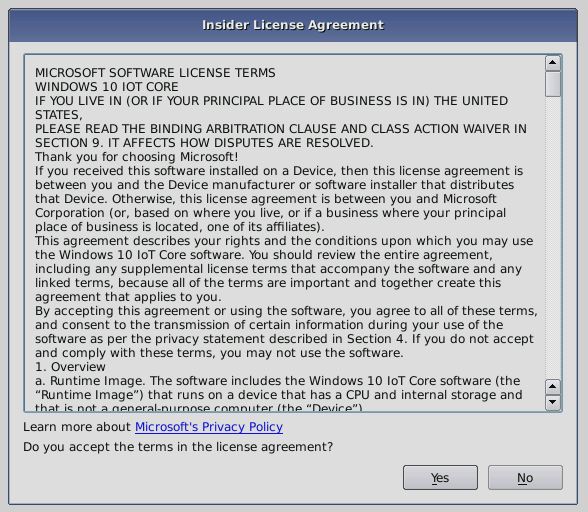 Insider License Agreement
MICROSOFT SOFTWARE LICENSE TERMS
WINDOWS 10 IOT CORE
IF YOU LIVE IN (OR IF YOUR PRINCIPAL PLACE OF BUSINESS IS IN) THE UNITED
STATES,
PLEASE READ THE BINDING ARBITRATION CLAUSE AND CLASS ACTION WAIVER IN
SECTION 9. IT AFFECTS HOW DISPUTES ARE RESOLVED.
Thank you for choosing Microsoft!
If you received this software installed on a Device, then this license agreement is
between you and the Device manufacturer or software installer that distributes
that Device. Otherwise, this license agreement is between you and Microsoft
Corporation (or, based on where you live, or if a business where your principal
place of business is located, one of its affiliates).
This agreement describes your rights and the conditions upon which you may use
the Windows 10 IoT Core software. You should review the entire agreement,
including any supplemental license terms that accompany the software and any
linked terms, because all of the terms are important and together create this
agreement that applies to you.
By accepting this agreement or using the software, you agree to all of these terms,
and consent to the transmission of certain information during your use of the
software as per the privacy statement described in Section 4. If you do not accept
and comply with these terms, you may not use the software.
1. Overview
a. Runtime Image. The software includes the Windows 10 IoT Core software (the
“Runtime Image”) that runs on a device that has a CPU and internal storage and
that is not a general-purpose computer (the “Device”)
Learn more about Microsoft's Privacy Policy
Do you accept the terms in the license agreement?
Yes No